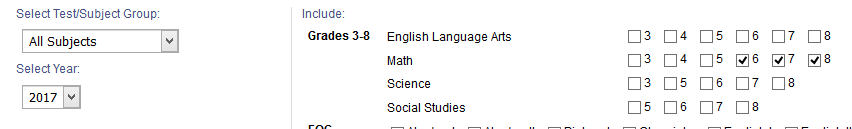 Select Test/Subject Group:
All Subjects
Select Year:
2017
Include:
Grades 3-8 English Language Arts 3 4 5 6 7 8
Math 3 4 5 6 7 8
Science 3 5 6 7 8
Social Studies 5 6 7 8